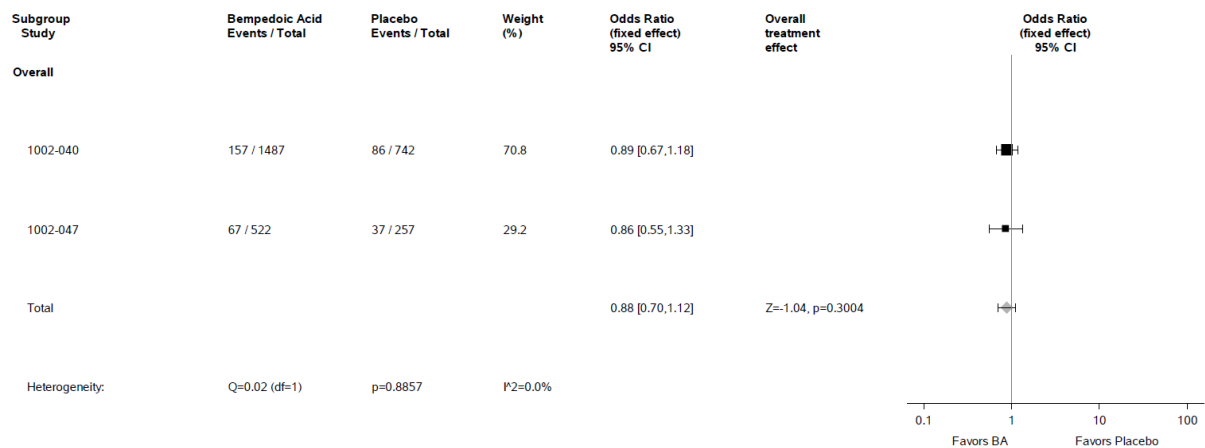 Subgroup Bempedoic Acid Placebo Weight Odds Ratio Overall Odds Ratio
Study Events / Total Events / Total (%) (fixed effect) treatment (fixed effect)
95% CI effect 95% CI
Overall
1002-040 157 / 1487 86 / 742 70.8 0.89 [0.67,1.18]
1002-047 67 / 522 37 / 257 29.2 0.86 [0.55,1.33]
Total 0.88 [0.70,1.12] Z=-1.04, p=0.3004
Heterogeneity: Q=0.02 (df=1) p=0.8857 I^2=0.0%
0.1 1 10 100
Favors BA Favors Placebo